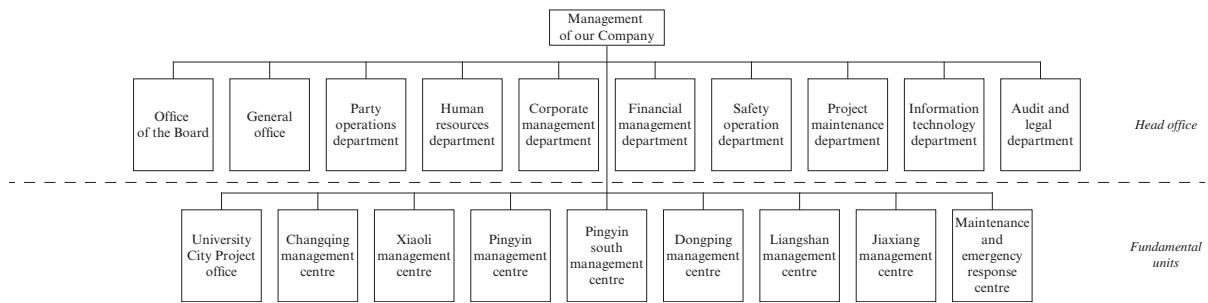 Management
of our Company
Office
of the Board
General
office
Party
operations
department
Human
resources
department
Corporate
management
department
Financial
management
department
Safety
operation
department
Project
maintenance
department
Information
technology
department
Audit and
legal
department
Head office
University
City Project
office
Changqing
management
centre
Xiaoli
management
centre
Pingyin
management
centre
Pingyin
south
management
centre
Dongping
management
centre
Liangshan
management
centre
Jiaxiang
management
centre
Maintenance
and
emergency
response
centre
Fundamental
units